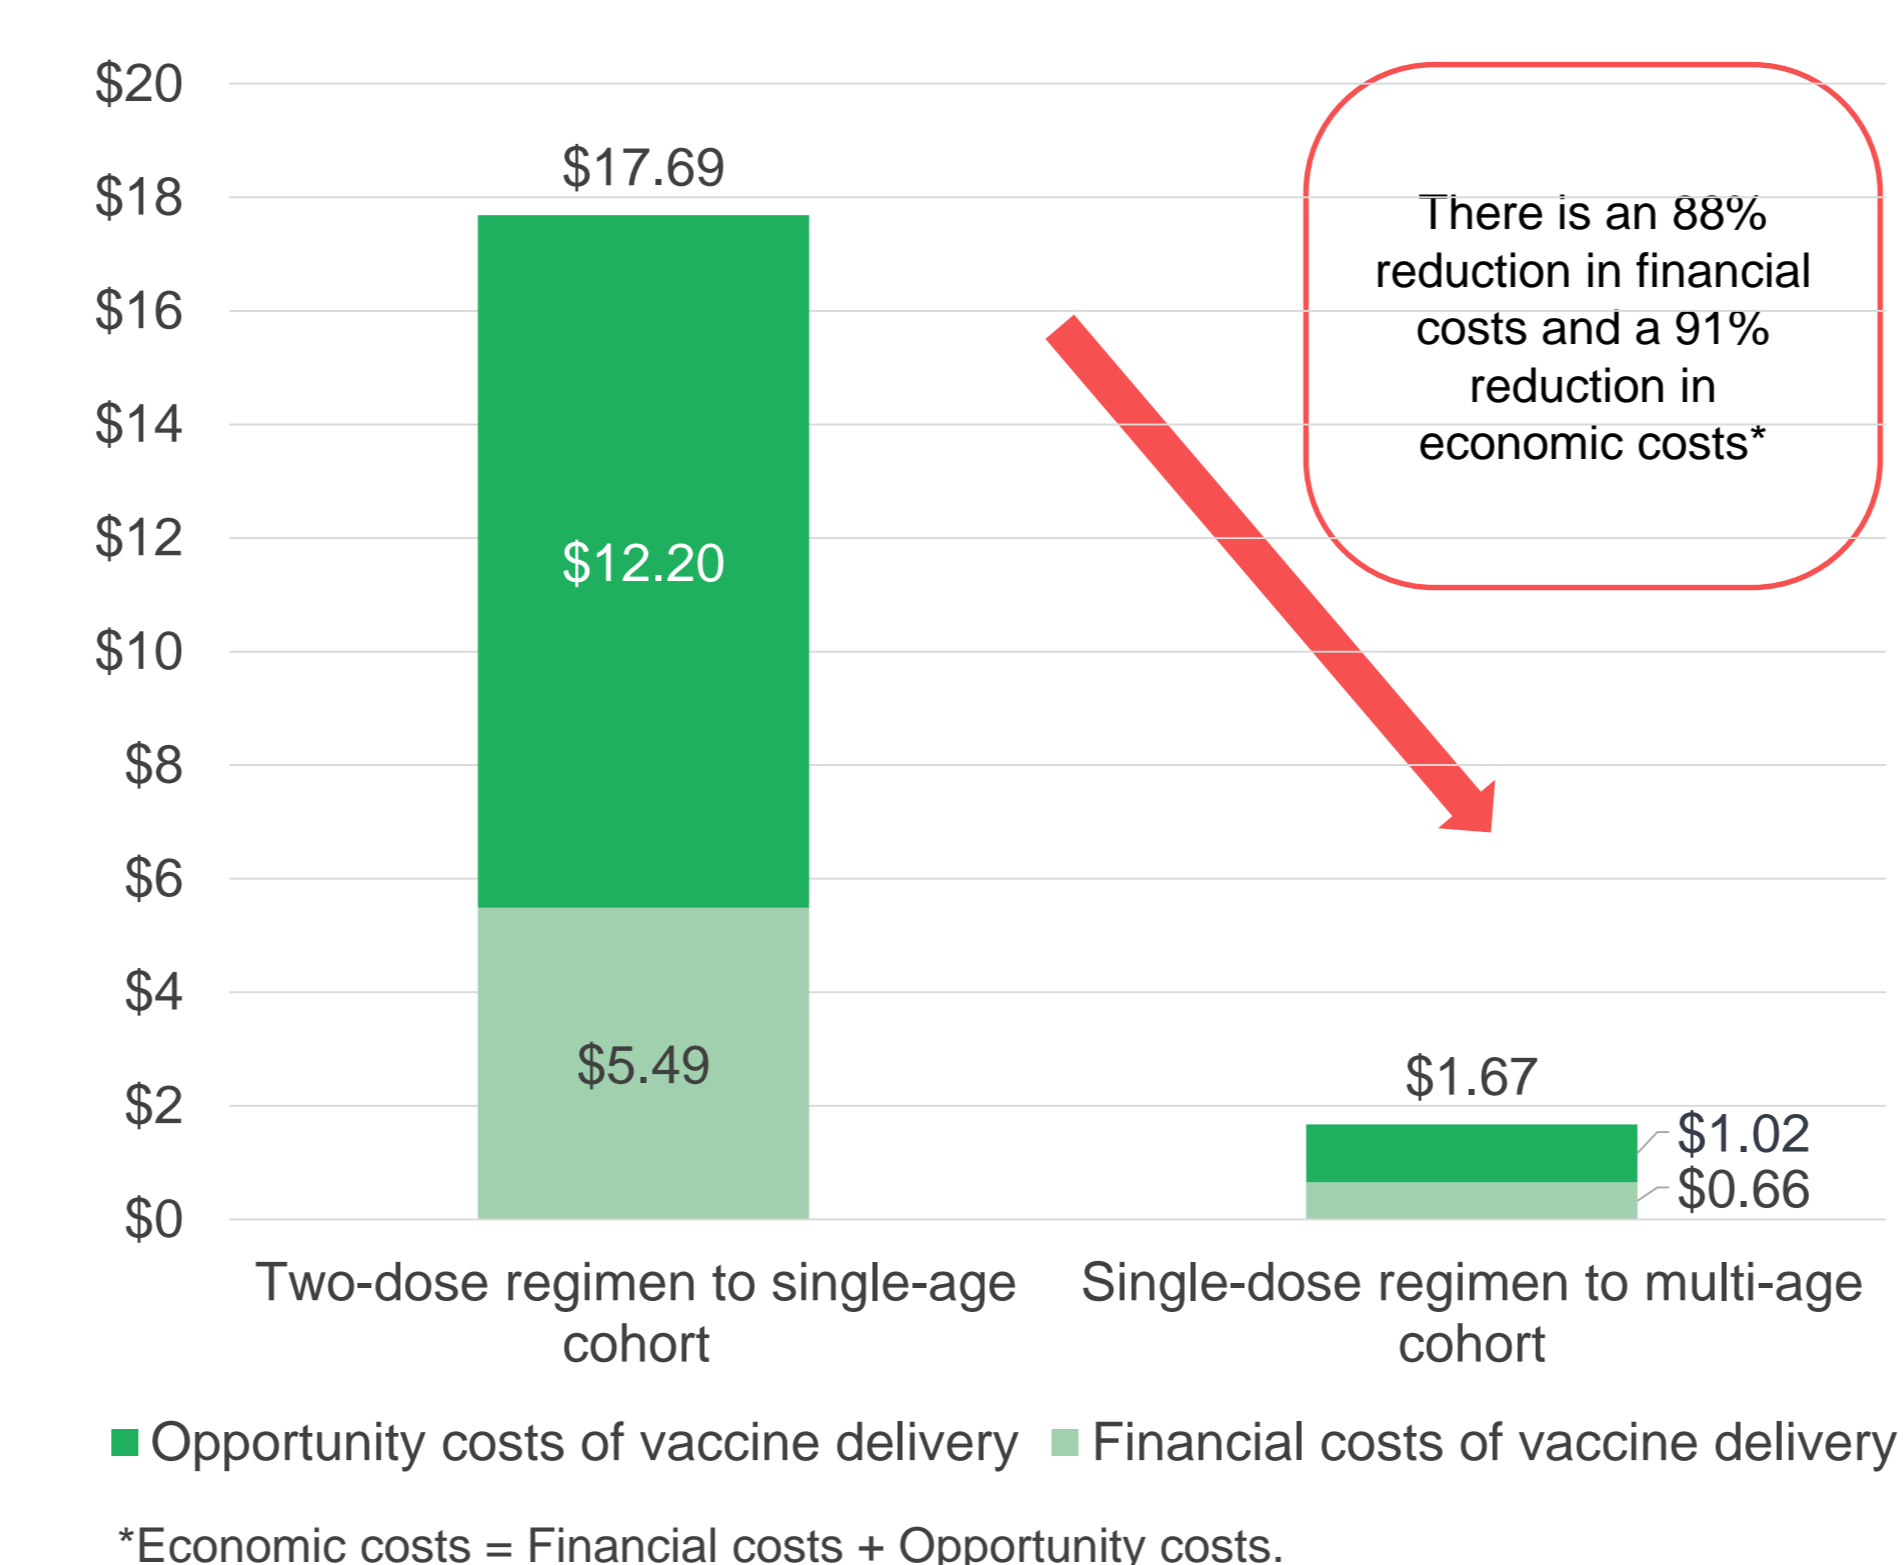 $20
$18
$16
$14
$12
$10
$8
$6
$4
$2
$0
$17.69
$12.20
$5.49
There is an 88%
reduction in financial
costs and a 91%
reduction in
economic costs*
$1.67
$1.02
$0.66
Two-dose regimen to single-age
cohort
Single-dose regimen to multi-age
cohort
Opportunity costs of vaccine delivery
Financial costs of vaccine delivery
*Economic costs = Financial costs + Opportunity costs.